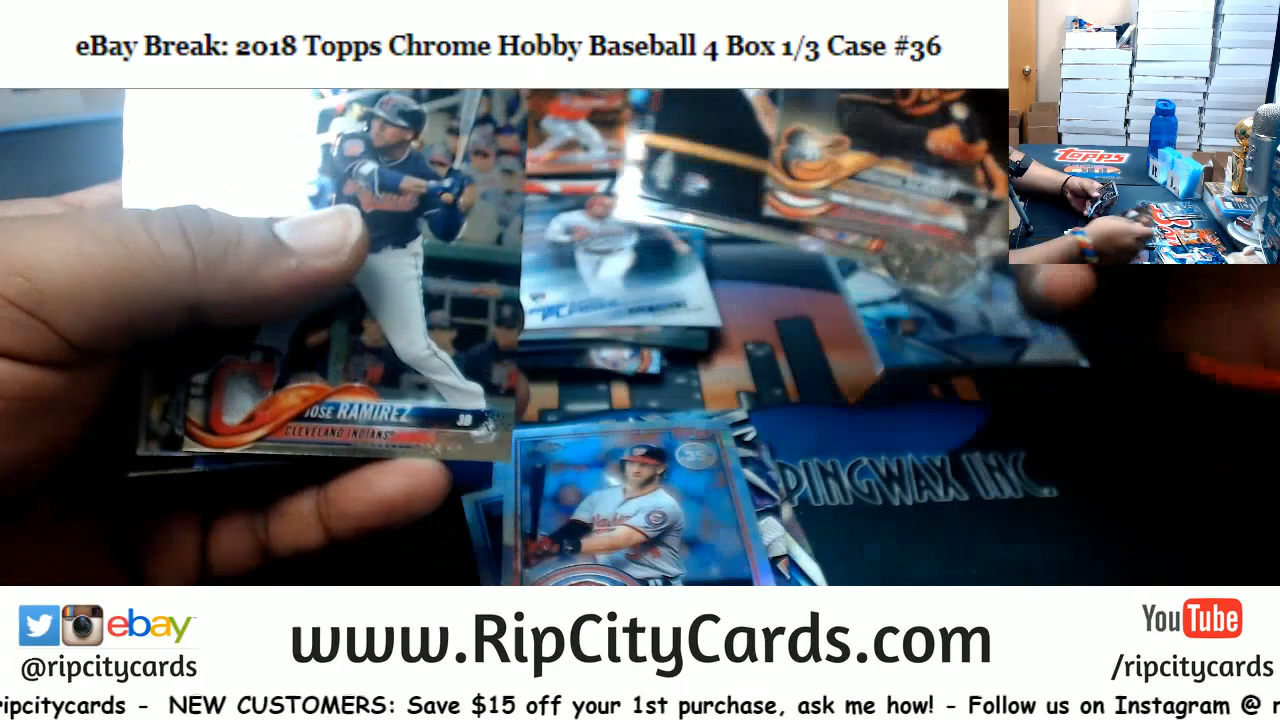 eBay Break: 2018 Topps Chrome Hobby Baseball 4 Box 1/3 Case #36
Topps
JOSE RAMIREZ 3B
CLEVELAND INDIANS
35
PINGWAX INC.
ebay
@ripcitycards
www.RipCityCards.com
YouTube
/ripcitycards
ripcitycards - NEW CUSTOMERS: Save $15 off your 1st purchase, ask me how! - Follow us on Instagram @ r